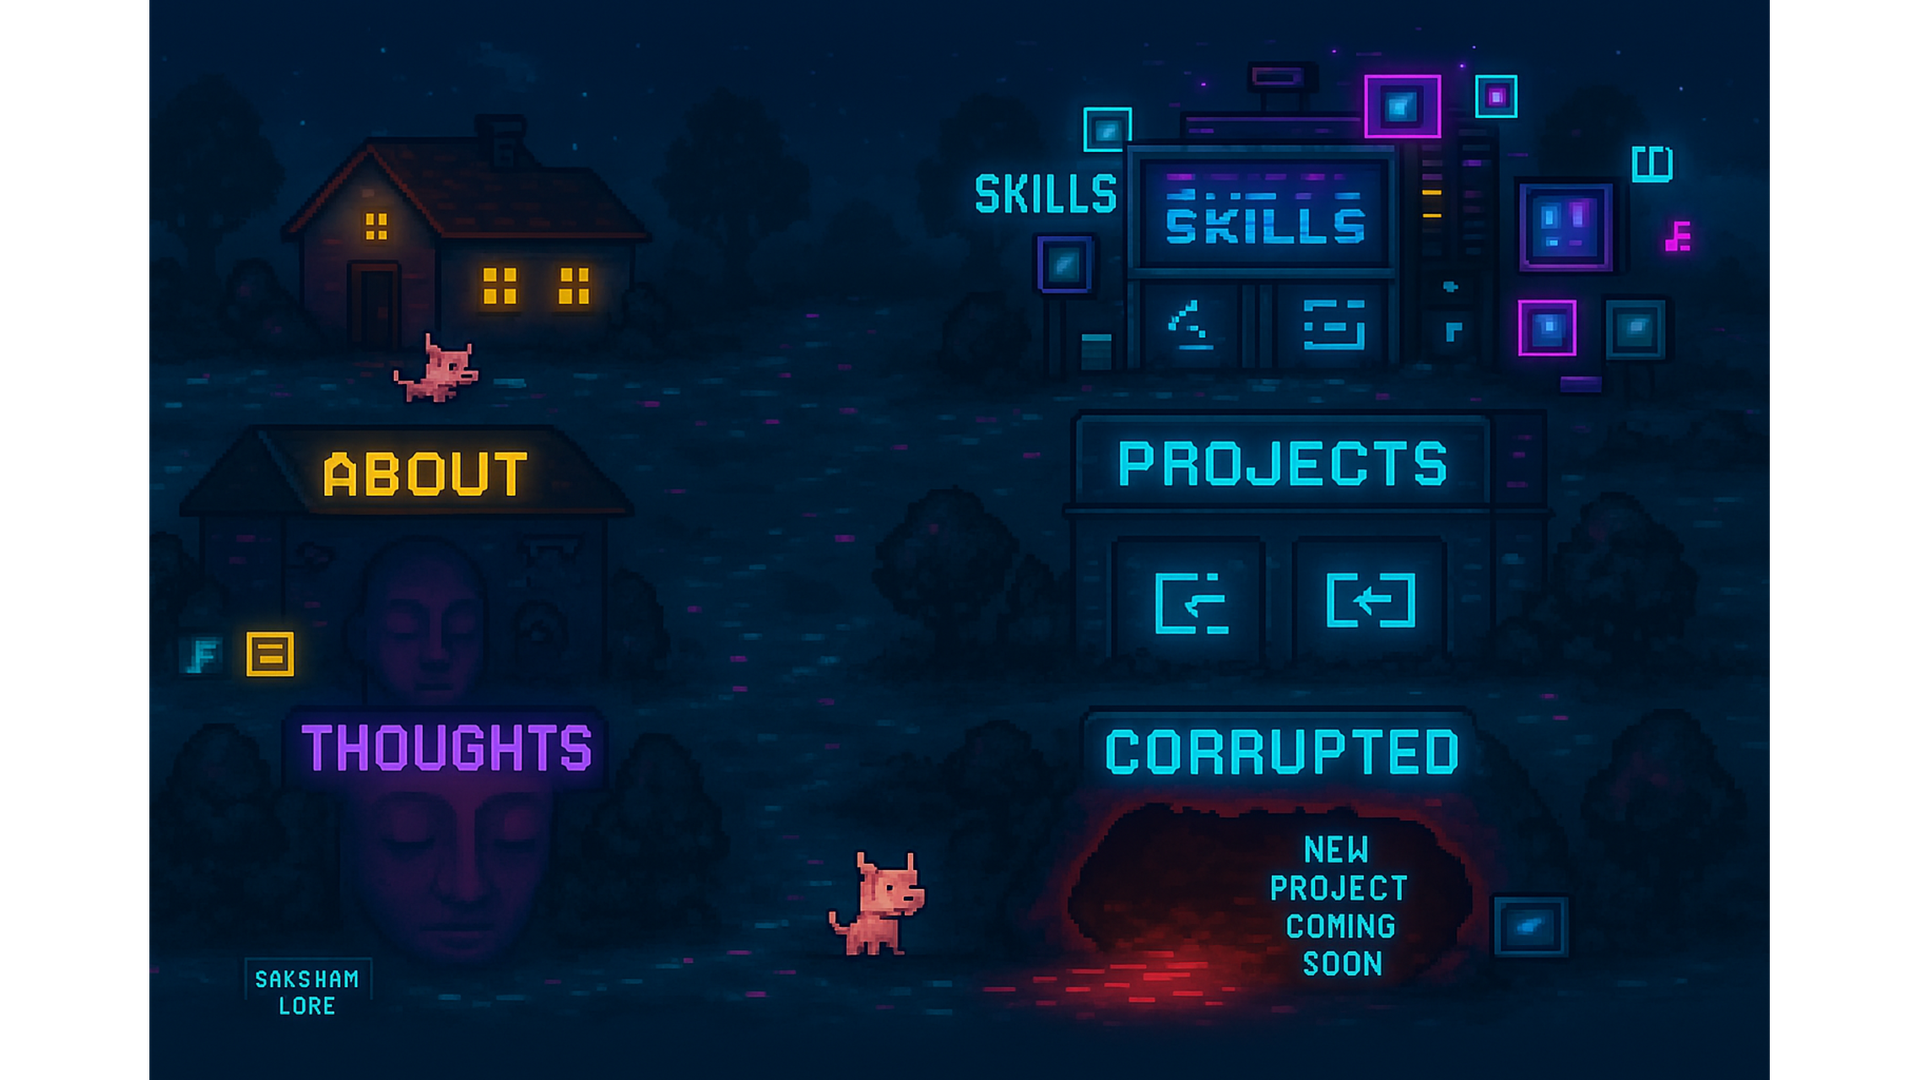 SKILLS
SKILLS
ABOUT
PROJECTS
THOUGHTS
CORRUPTED
NEW
PROJECT
COMING
SOON
SAKSHAM
LORE